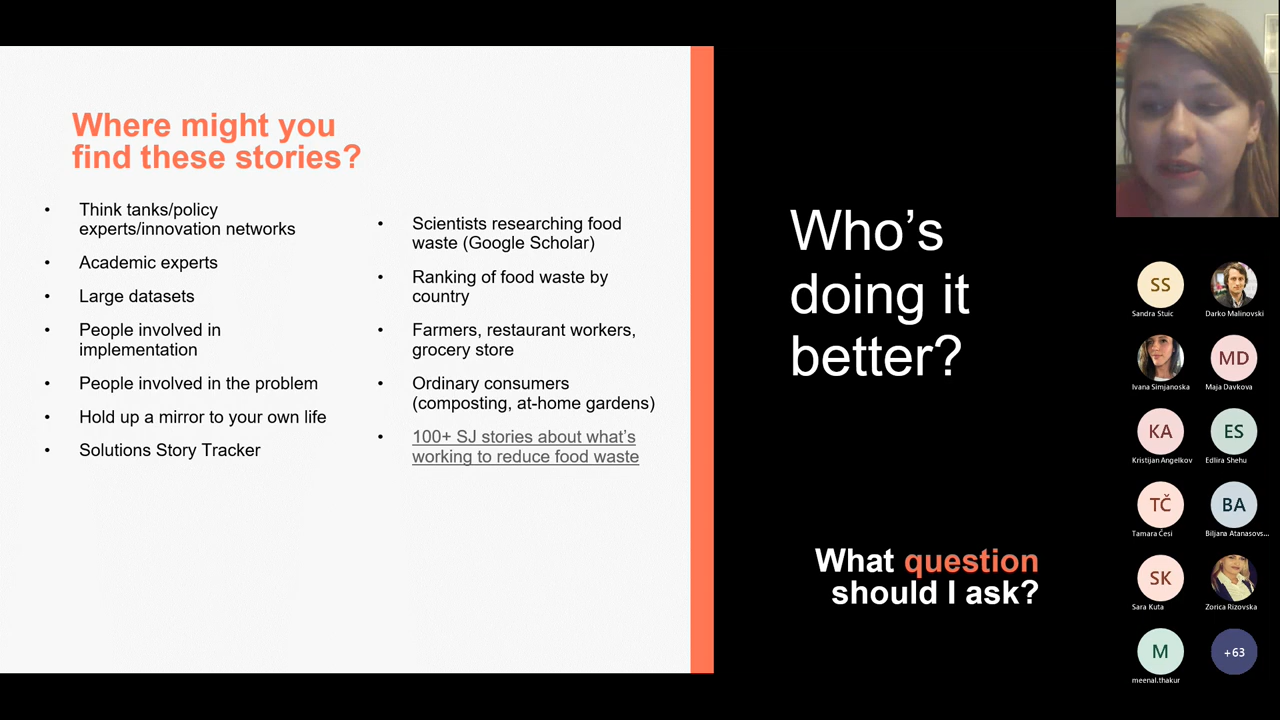 Where might you
find these stories?
• Think tanks/policy
experts/innovation networks
• Academic experts
• Large datasets
• People involved in
implementation
• People involved in the problem
• Hold up a mirror to your own life
• Solutions Story Tracker
• Scientists researching food
waste (Google Scholar)
• Ranking of food waste by
country
• Farmers, restaurant workers,
grocery store
• Ordinary consumers
(composting, at-home gardens)
• 100+ SJ stories about what’s
working to reduce food waste
Who’s
doing it
better?
What question
should I ask?
SS
Sandra Stuic
Darko Malinovski
Ivana Simjanoska
MD
Maja Davkova
KA
Kristijan Angelkov
ES
Edlira Shehu
TČ
Tamara Česi
BA
Biljana Atanasovs...
SK
Sara Kuta
Zorica Rizovska
M
meenal.thakur
+63